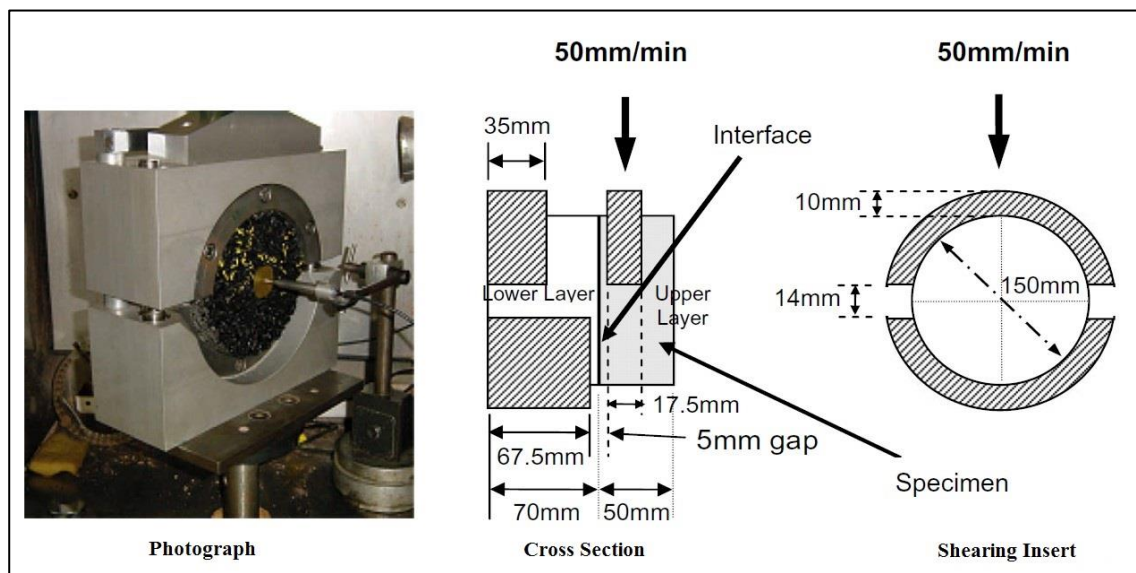 50mm/min
50mm/min
35mm
Interface
10mm
14mm
150mm
Lower Layer
Upper
Layer
17.5mm
5mm gap
67.5mm
70mm
50mm
Specimen
Photograph
Cross Section
Shearing Insert